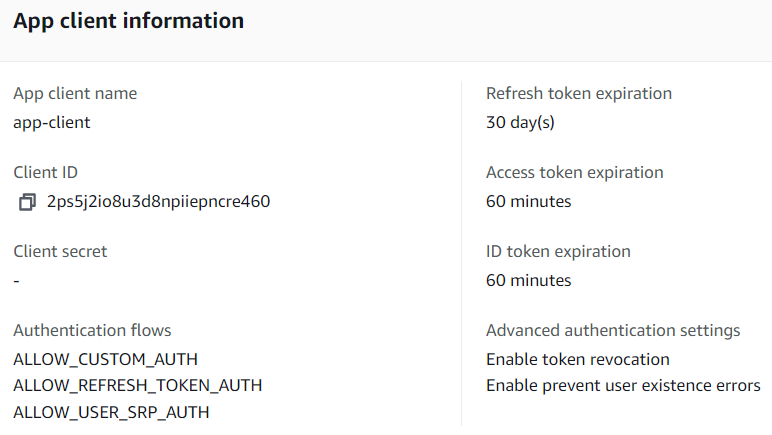 App client information
App client name
app-client
Client ID
2ps5j2io8u3d8npiiepncre460
Client secret
-
Authentication flows
ALLOW_CUSTOM_AUTH
ALLOW_REFRESH_TOKEN_AUTH
ALLOW_USER_SRP_AUTH
Refresh token expiration
30 day(s)
Access token expiration
60 minutes
ID token expiration
60 minutes
Advanced authentication settings
Enable token revocation
Enable prevent user existence errors